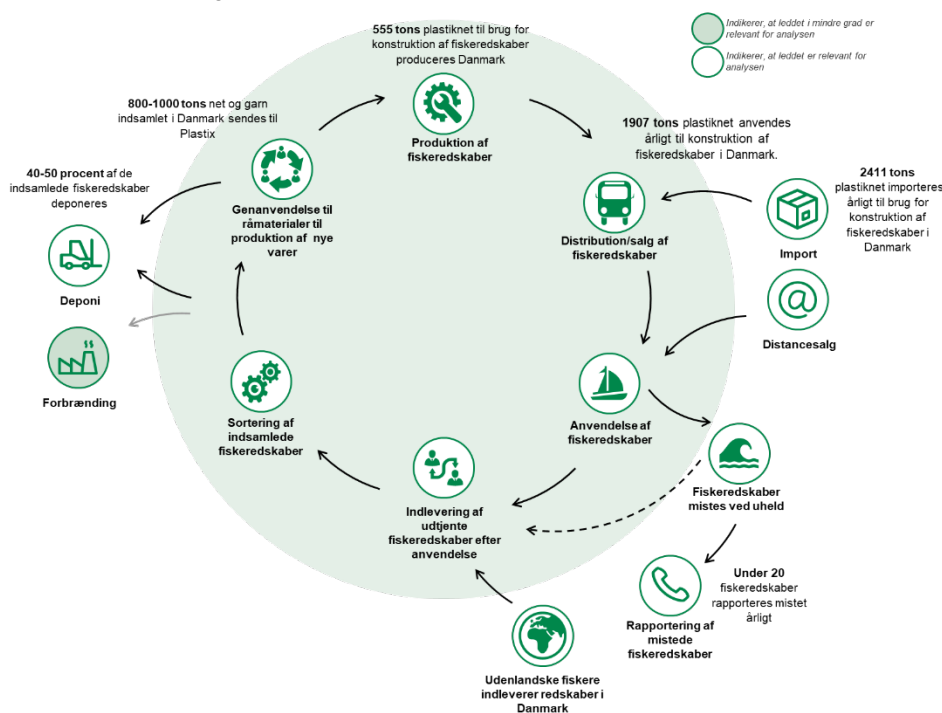 555 tons plastiknet til brug for
konstruktion af fiskeredskaber
produceres Danmark
Indikerer, at leddet i mindre grad er
relevant for analysen
Indikerer, at leddet er relevant for
analysen
800-1000 tons net og garn
indsamlet i Danmark sendes til
Plastix
Produktion af
fiskeredskaber
1907 tons plastiknet anvendes
årligt til konstruktion af
fiskeredskaber i Danmark.
40-50 procent af de
indsamlede fiskeredskaber
deponeres
Genanvendelse til
råmaterialer til
produktion af nye
varer
Distribution/salg af
fiskeredskaber
Import
2411 tons
plastiknet importeres
årligt til brug for
konstruktion af
fiskeredskaber i
Danmark
Deponi
Distancesalg
Forbrænding
Sortering af
indsamlede
fiskeredskaber
Anvendelse af
fiskeredskaber
Indlevering af
udtjente
fiskeredskaber efter
anvendelse
Fiskeredskaber
mistes ved uheld
Under 20
fiskeredskaber
rapporteres mistet
årligt
Rapportering af
mistede
fiskeredskaber
Udenlandske fiskere
indleverer redskaber i
Danmark